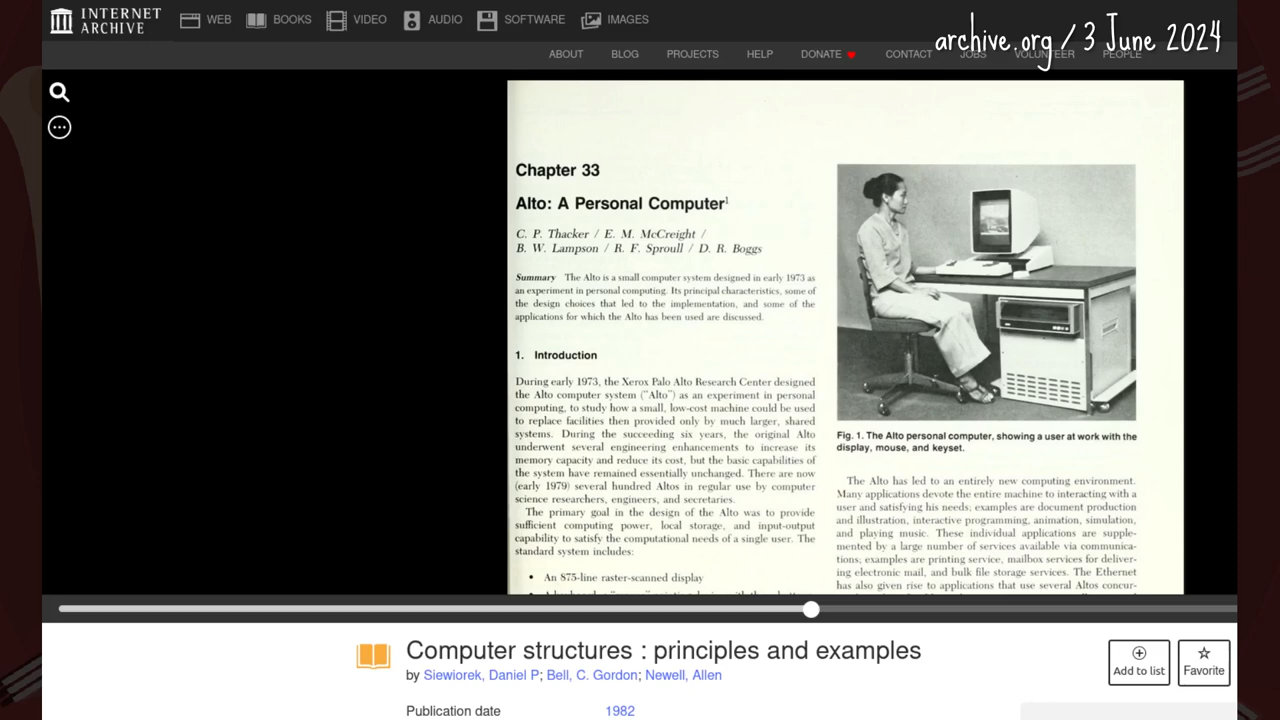 INTERNET
ARCHIVE
WEB
BOOKS
VIDEO
AUDIO
SOFTWARE
IMAGES
archive.org / 3 June 2024
ABOUT
BLOG
PROJECTS
HELP
DONATE
CONTACT
JOBS
VOLUNTEER
PEOPLE
Chapter 33
Alto: A Personal Computer¹
C. P. Thacker / E. M. McCreight /
B. W. Lampson / R. F. Sproull / D. R. Boggs
Summary The Alto is a small computer system designed in early 1973 as
an experiment in personal computing. Its principal characteristics, some of
the design choices that led to the implementation, and some of the
applications for which the Alto has been used are discussed.
1. Introduction
During early 1973, the Xerox Palo Alto Research Center designed
the Alto computer system ("Alto") as an experiment in personal
computing, to study how a small, low-cost machine could be used
to replace facilities then provided only by much larger, shared
systems. During the succeeding six years, the original Alto
underwent several engineering enhancements to increase its
memory capacity and reduce its cost, but the basic capabilities of
the system have remained essentially unchanged. There are now
(early 1979) several hundred Altos in regular use by computer
science researchers, engineers, and secretaries.
The primary goal in the design of the Alto was to provide
sufficient computing power, local storage, and input-output
capability to satisfy the computational needs of a single user. The
standard system includes:
• An 875-line raster-scanned display
Fig. 1. The Alto personal computer, showing a user at work with the
display, mouse, and keyset.
The Alto has led to an entirely new computing environment.
Many applications devote the entire machine to interacting with a
user and satisfying his needs; examples are document production
and illustration, interactive programming, animation, simulation,
and playing music. These individual applications are supple-
mented by a large number of services available via communica-
tions; examples are printing service, mailbox services for deliver-
ing electronic mail, and bulk file storage services. The Ethernet
has also given rise to applications that use several Altos concur-
Computer structures : principles and examples
by Siewiorek, Daniel P; Bell, C. Gordon; Newell, Allen
Add to list
Favorite
Publication date 1982